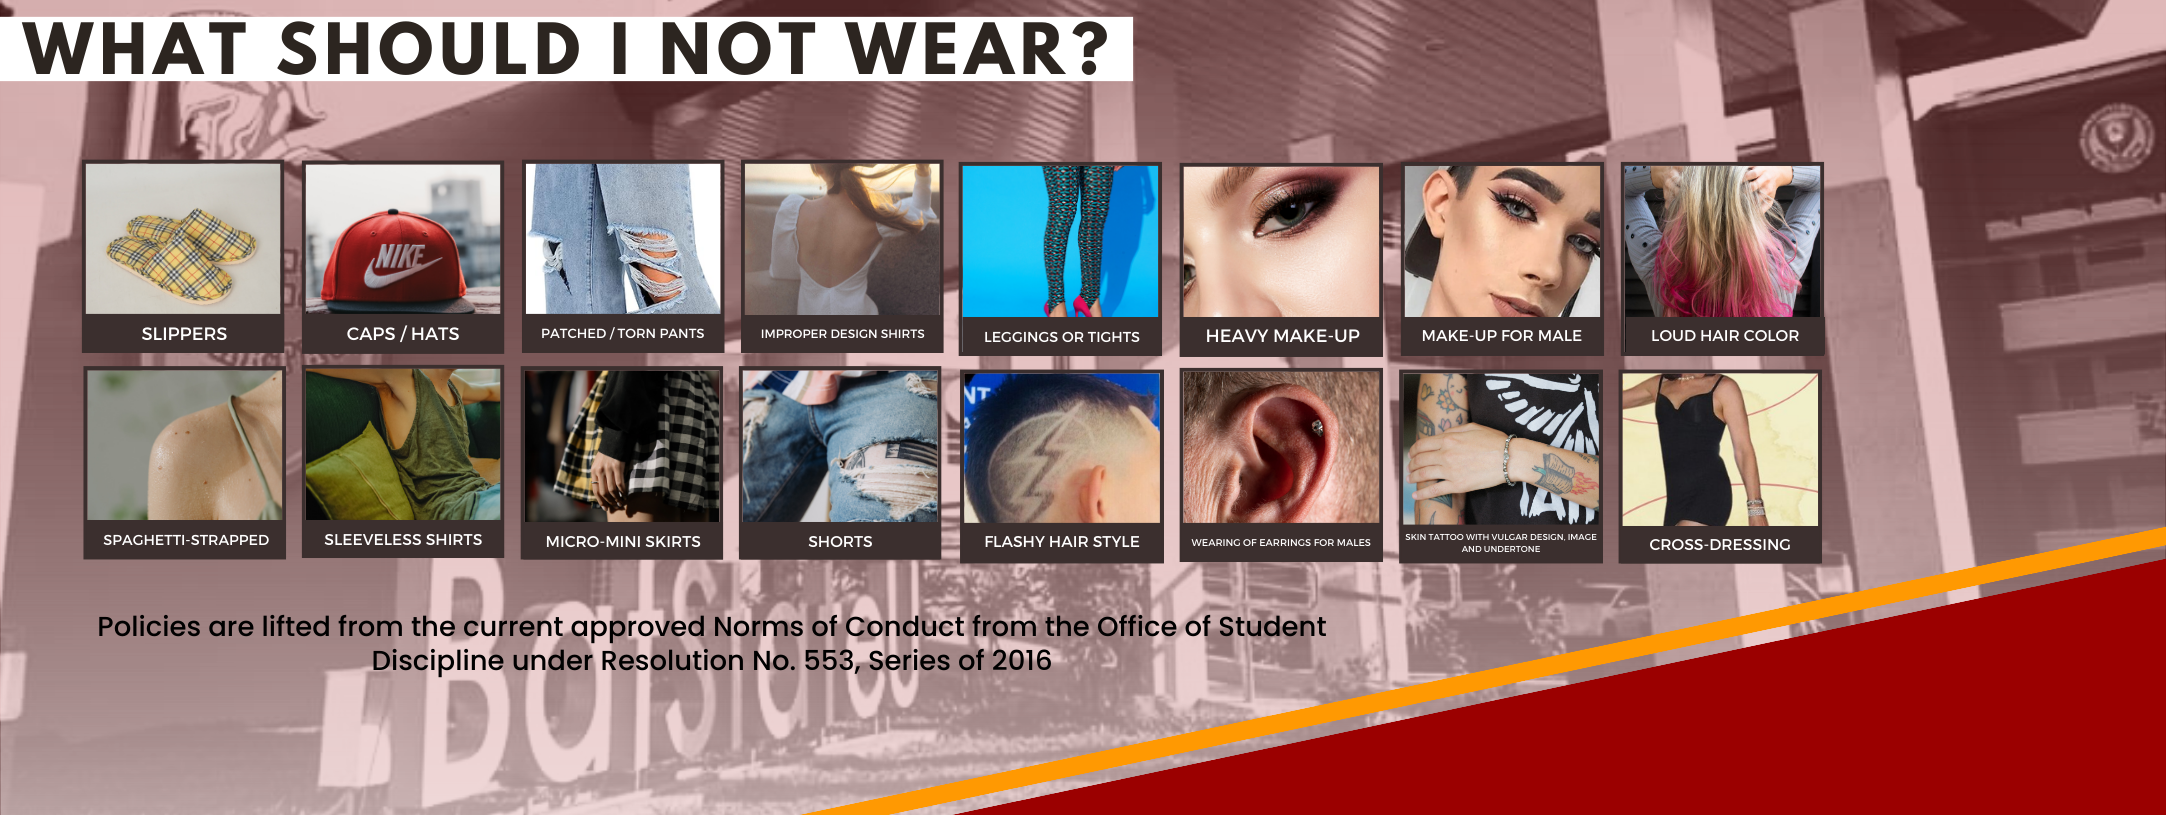 WHAT SHOULD I NOT WEAR?
NIKE
SLIPPERS
CAPS / HATS
PATCHED / TORN PANTS
IMPROPER DESIGN SHIRTS
LEGGINGS OR TIGHTS
HEAVY MAKE-UP
MAKE-UP FOR MALE
LOUD HAIR COLOR
NT
SPAGHETTI-STRAPPED
SLEEVELESS SHIRTS
MICRO-MINI SKIRTS
SHORTS
FLASHY HAIR STYLE
WEARING OF EARRINGS FOR MALES
SKIN TATTOO WITH VULGAR DESIGN, IMAGE
AND UNDERTONE
CROSS-DRESSING
Policies are lifted from the current approved Norms of Conduct from the Office of Student
Discipline under Resolution No. 553, Series of 2016
BatStateU